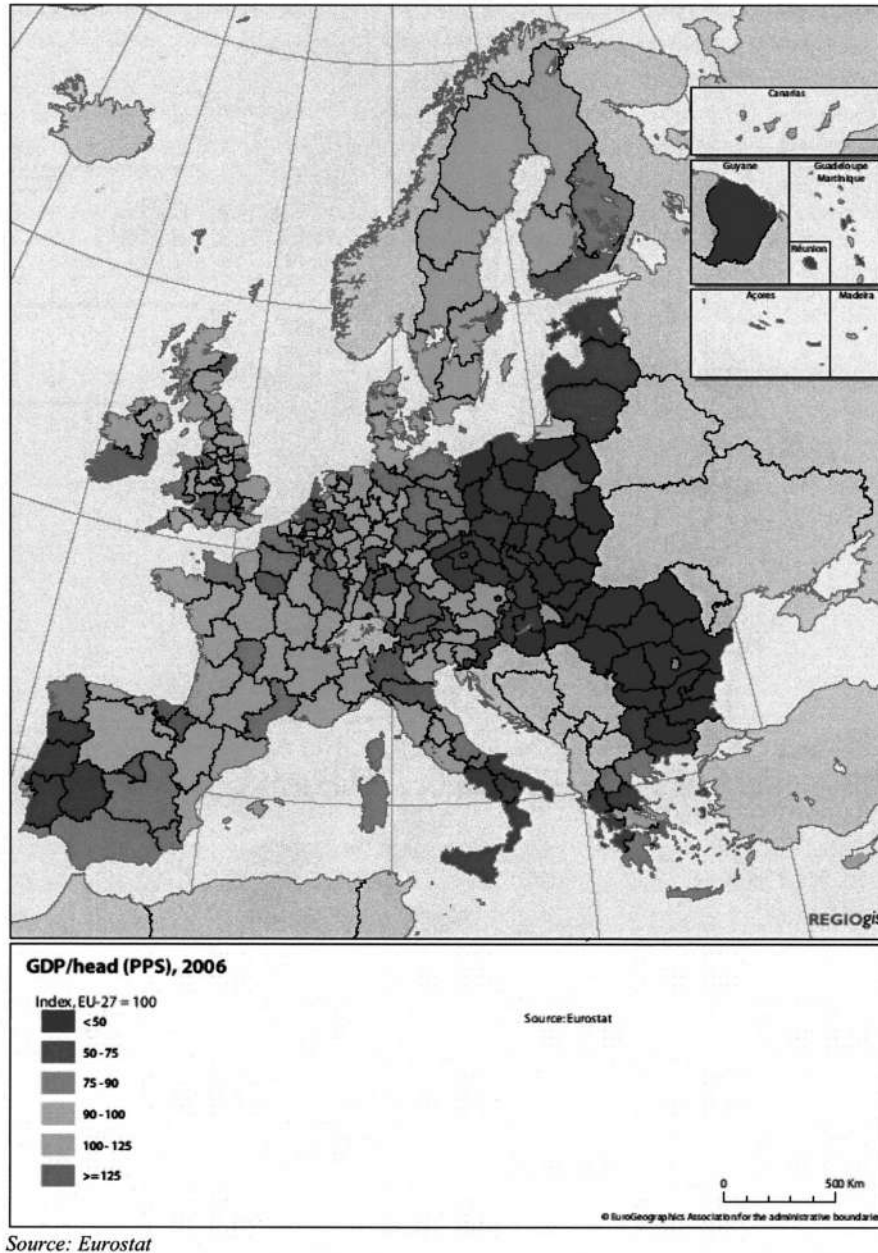 Canarias
Guyane
Guadeloupe
Martinique
Réunion
Açores
Madeira
REGIOgis
GDP/head (PPS), 2006
Index, EU-27 = 100
<50
50 - 75
75 - 90
90 - 100
100 - 125
>= 125
Source: Eurostat
0 500 Km
© EuroGeographics Association for the administrative boundaries
Source: Eurostat